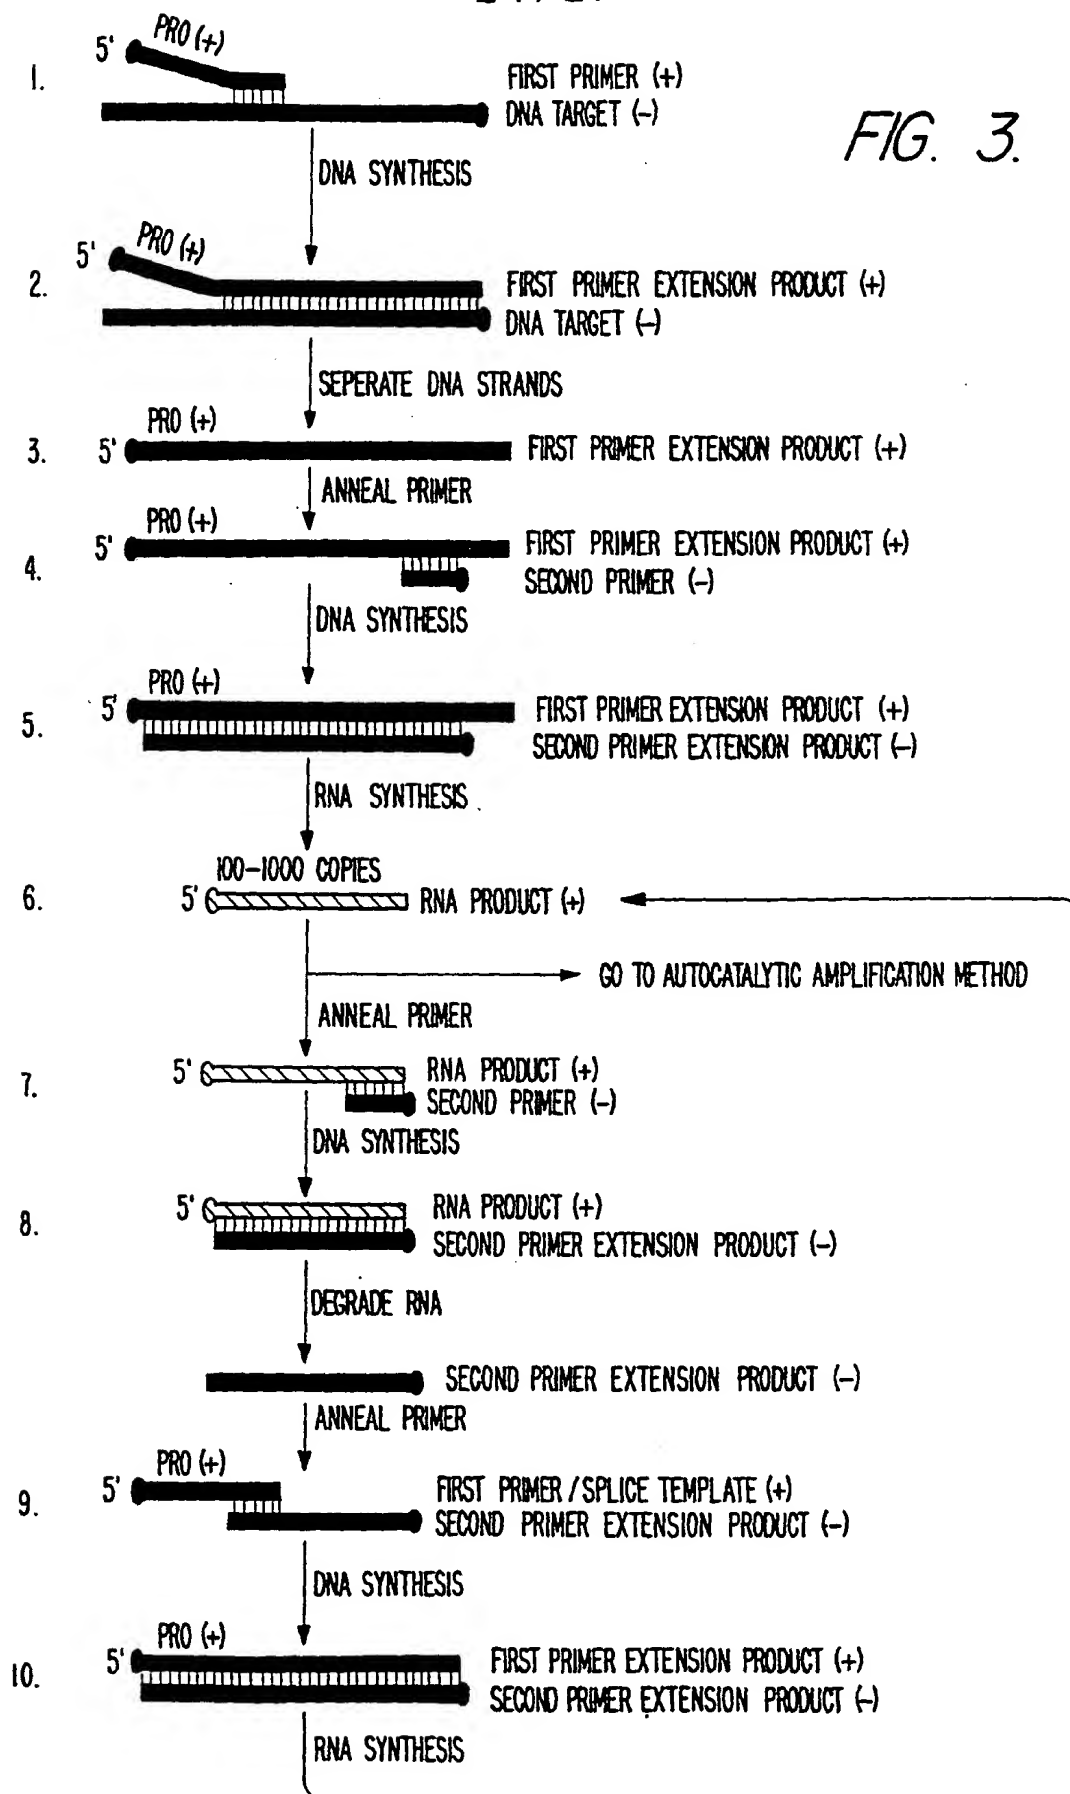 5' PRO (+)
1. FIRST PRIMER (+)
DNA TARGET (–)
FIG. 3.
DNA SYNTHESIS
5' PRO (+)
2. FIRST PRIMER EXTENSION PRODUCT (+)
DNA TARGET (–)
SEPERATE DNA STRANDS
PRO (+)
3. 5' FIRST PRIMER EXTENSION PRODUCT (+)
ANNEAL PRIMER
PRO (+)
5' FIRST PRIMER EXTENSION PRODUCT (+)
4. SECOND PRIMER (–)
DNA SYNTHESIS
PRO (+)
5' FIRST PRIMER EXTENSION PRODUCT (+)
5. SECOND PRIMER EXTENSION PRODUCT (–)
RNA SYNTHESIS
100–1000 COPIES
6. 5' RNA PRODUCT (+)
GO TO AUTOCATALYTIC AMPLIFICATION METHOD
ANNEAL PRIMER
5' RNA PRODUCT (+)
7. SECOND PRIMER (–)
DNA SYNTHESIS
5' RNA PRODUCT (+)
8. SECOND PRIMER EXTENSION PRODUCT (–)
DEGRADE RNA
SECOND PRIMER EXTENSION PRODUCT (–)
ANNEAL PRIMER
PRO (+)
5' FIRST PRIMER / SPLICE TEMPLATE (+)
9. SECOND PRIMER EXTENSION PRODUCT (–)
DNA SYNTHESIS
PRO (+)
5' FIRST PRIMER EXTENSION PRODUCT (+)
10. SECOND PRIMER EXTENSION PRODUCT (–)
RNA SYNTHESIS